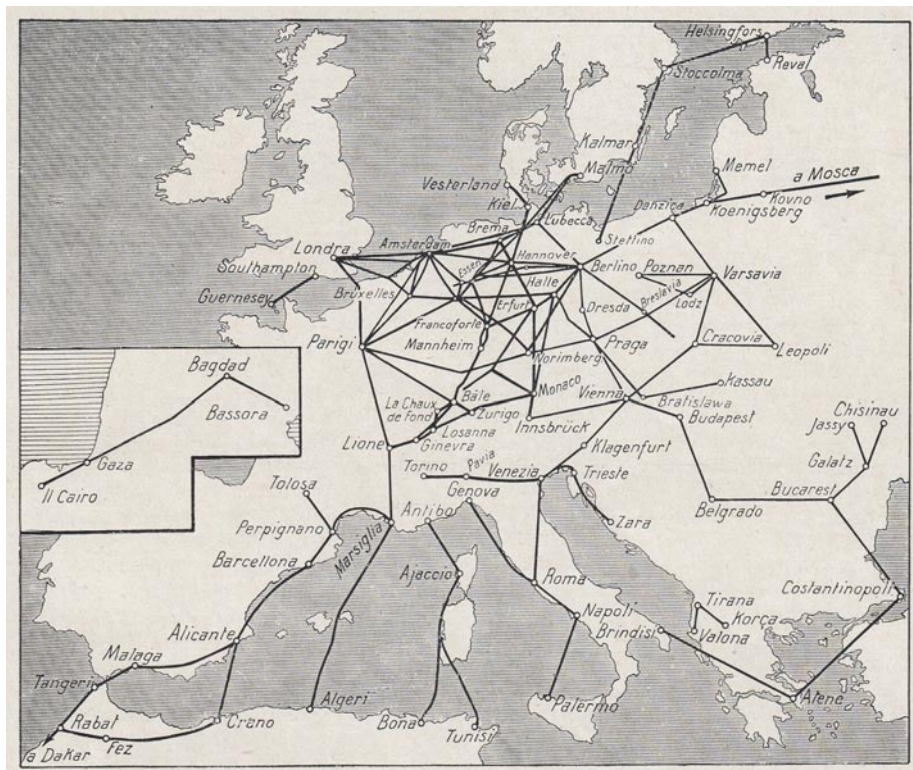 Helsingfors
Reval
Stoccolma
Kalmar
Malmö
Memel
a Mosca
Vesterland
Kiel
Kovno
Danzica
Koenigsberg
Lubecca
Brema
Stettino
Amsterdam
Londra
Hannover
Essen
Southampton
Berlino
Poznan
Varsavia
Guernesey
Bruxelles
Halle
Breslavia
Lodz
Erfurt
Dresda
Francoforte
Parigi
Mannheim
Praga
Cracovia
Leopoli
Norimberg
Bagdad
Monaco
Kassau
Bâle
Vienna
Bratislawa
Bassora
La Chaux
de Fond
Zurigo
Innsbrück
Budapest
Chisinau
Jassy
Losanna
Lione
Ginevra
Klagenfurt
Gaza
Torino
Pavia
Venezia
Trieste
Galatz
Il Cairo
Tolosa
Genova
Bucarest
Belgrado
Perpignano
Marsiglia
Antibo
Zara
Barcellona
Ajaccio
Roma
Costantinopoli
Tirana
Napoli
Korça
Alicante
Brindisi
Valona
Malaga
Tangeri
Atene
Algeri
Palermo
Rabat
Orano
Bona
Tunisi
Fez
a Dakar